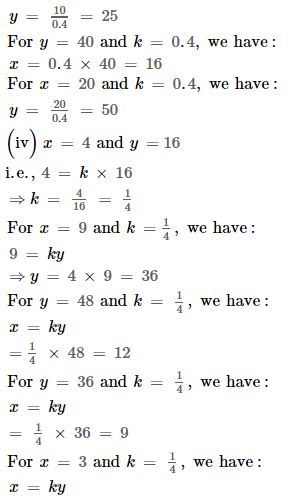 y = 10/0.4 = 25
For y = 40 and k = 0.4, we have:
x = 0.4 × 40 = 16
For x = 20 and k = 0.4, we have:
y = 20/0.4 = 50
(iv) x = 4 and y = 16
i.e., 4 = k × 16
⇒ k = 4/16 = 1/4
For x = 9 and k = 1/4, we have:
9 = ky
⇒ y = 4 × 9 = 36
For y = 48 and k = 1/4, we have:
x = ky
= 1/4 × 48 = 12
For y = 36 and k = 1/4, we have:
x = ky
= 1/4 × 36 = 9
For x = 3 and k = 1/4, we have:
x = ky